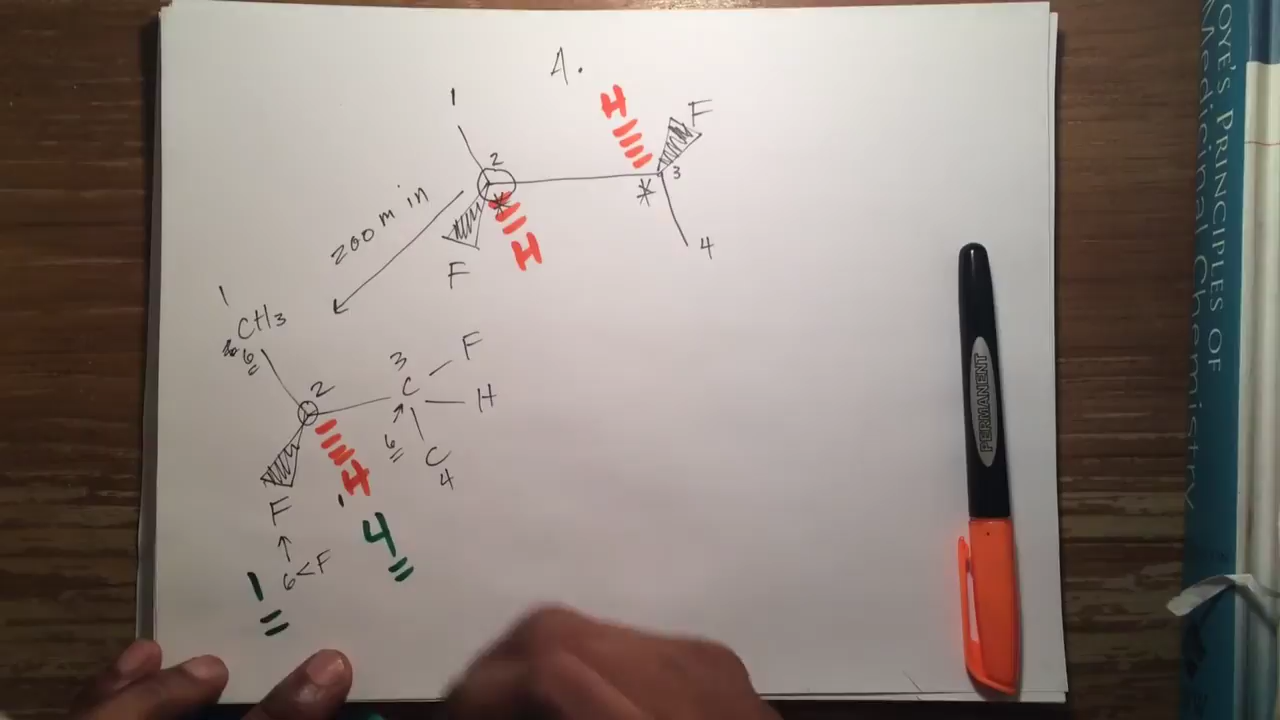 A.
1
H
F
2
*
*
3
H
F
4
zoom in
1
CH3
6
2
3
C
F
H
6
C
4
F
H
1
6<F
4
PERMANENT
OYE'S PRINCIPLES OF
Medicinal Chemistry